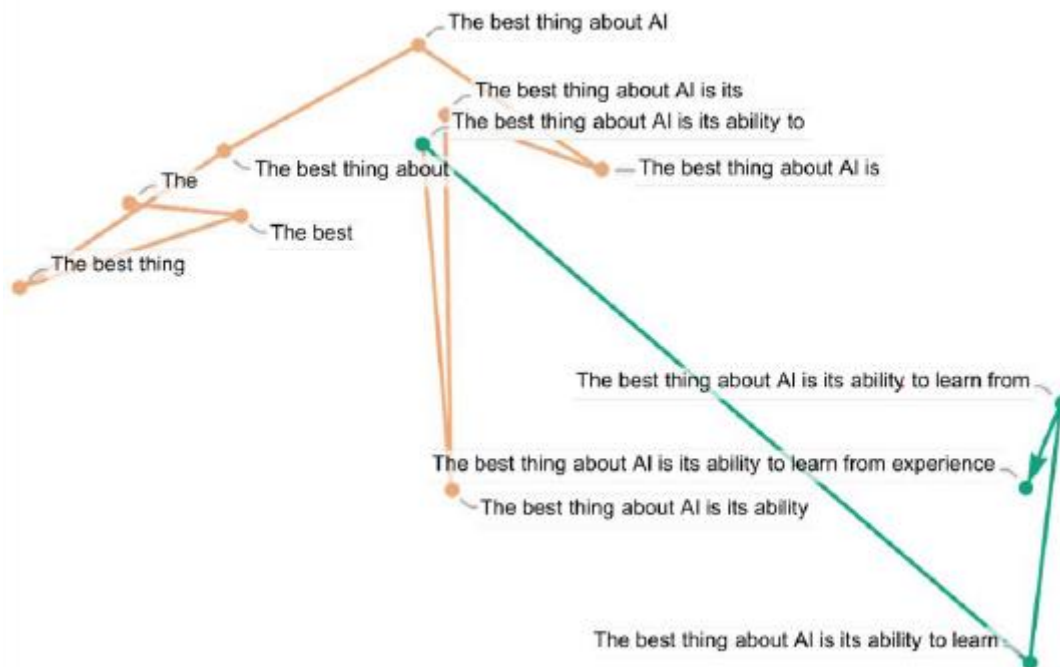 The best thing about AI
The best thing about AI is its
The best thing about AI is its ability to
The best thing about
The best thing about AI is
The
The best
The best thing
The best thing about AI is its ability to learn from
The best thing about AI is its ability to learn from experience
The best thing about AI is its ability
The best thing about AI is its ability to learn